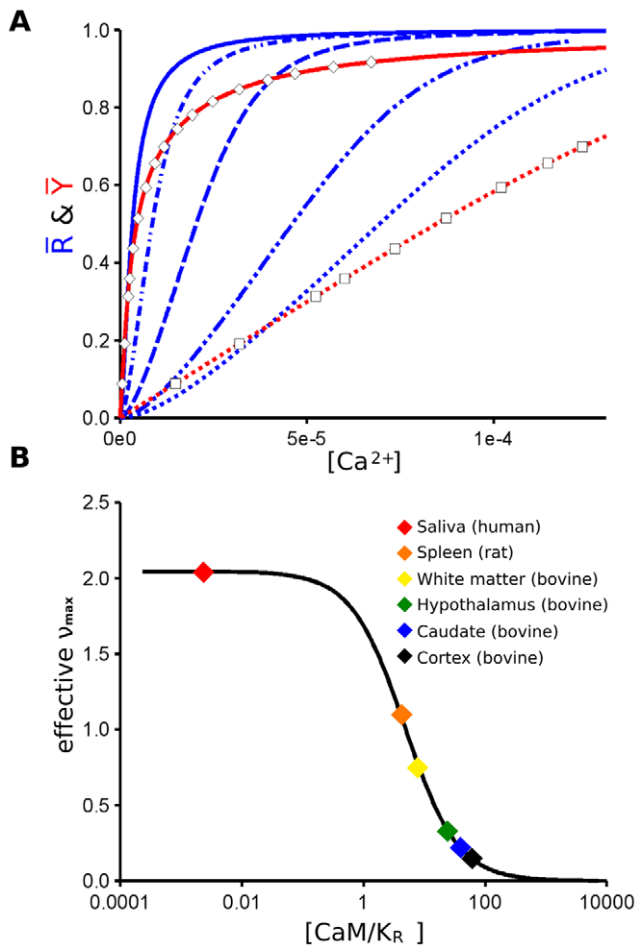 A
R̅ & Y̅
1.0
0.8
0.6
0.4
0.2
0.0
0e0
5e-5
1e-4
[Ca²⁺]
B
effective νmax
2.5
2.0
1.5
1.0
0.5
0.0
Saliva (human)
Spleen (rat)
White matter (bovine)
Hypothalamus (bovine)
Caudate (bovine)
Cortex (bovine)
0.0001
0.01
1
100
10000
[CaM/K_R ]